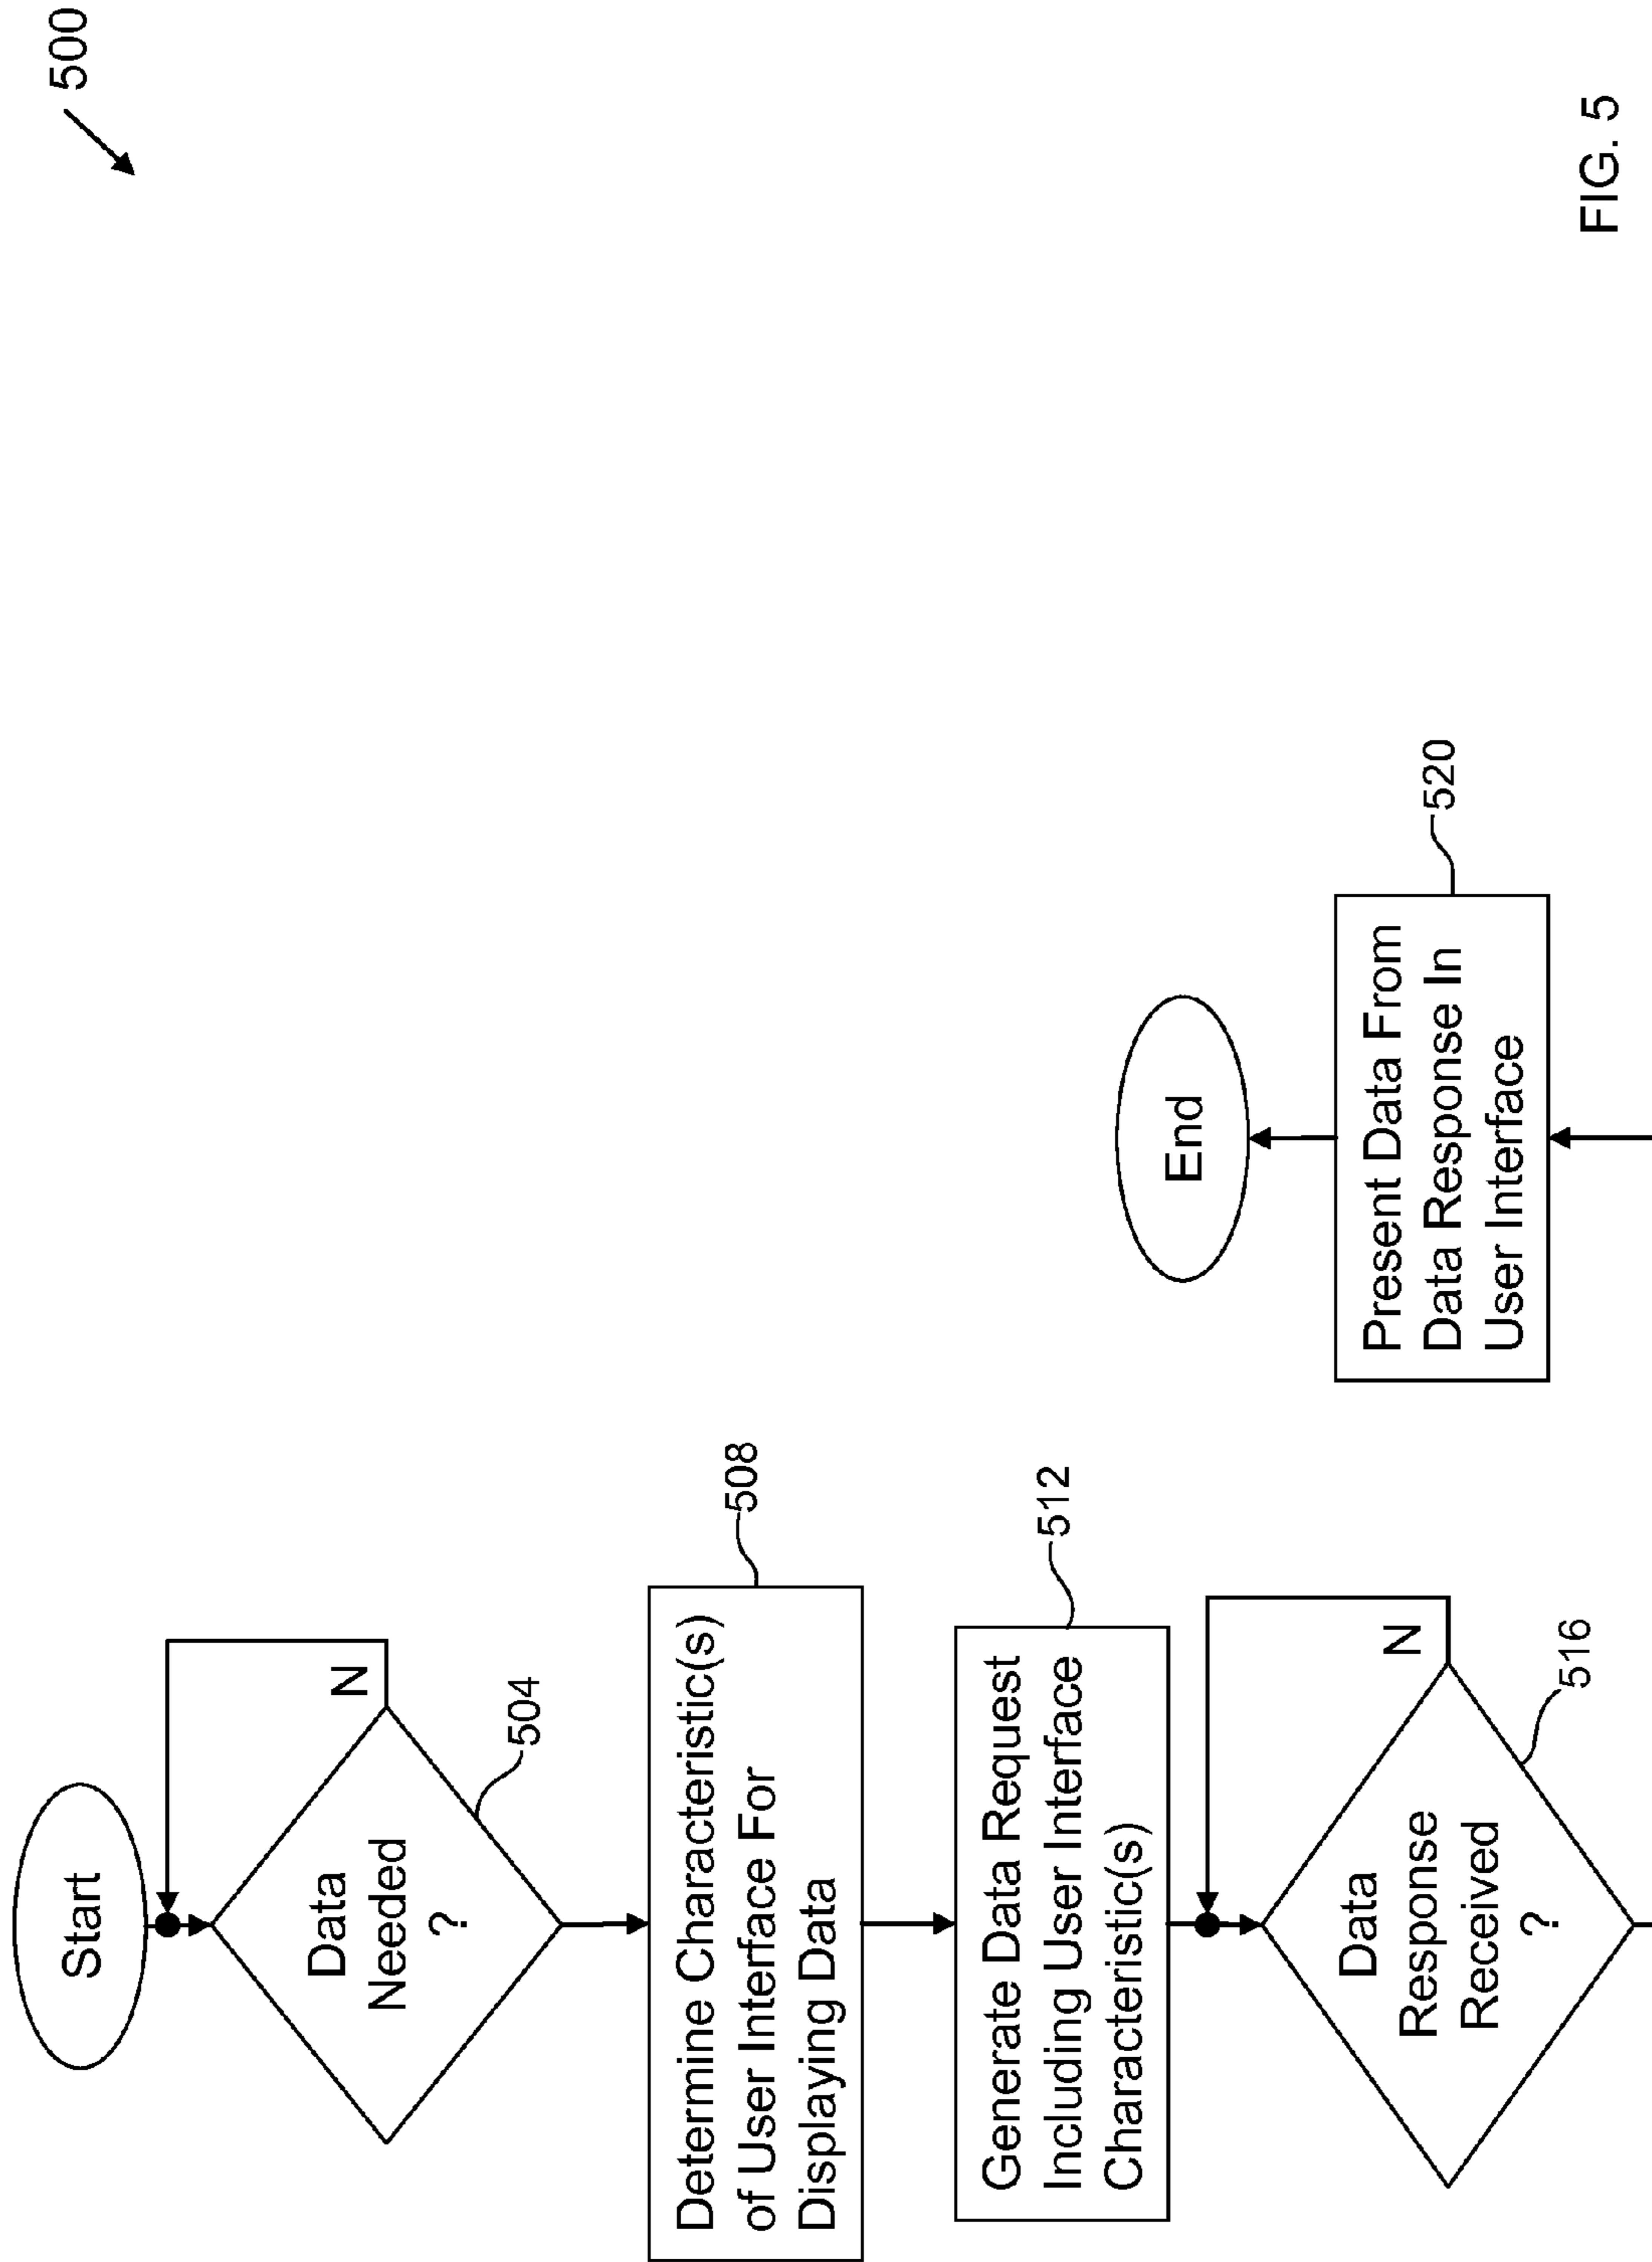 500
Start
Data
Needed
?
N
504
Determine Characteristic(s)
of User Interface For
Displaying Data
508
Generate Data Request
Including User Interface
Characteristic(s)
512
Data
Response
Received
?
N
516
End
Present Data From
Data Response In
User Interface
520
FIG. 5